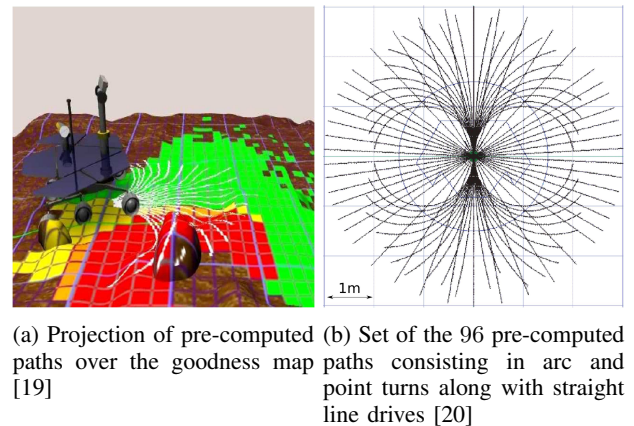 1m
(a) Projection of pre-computed
paths over the goodness map
[19]
(b) Set of the 96 pre-computed
paths consisting in arc and
point turns along with straight
line drives [20]